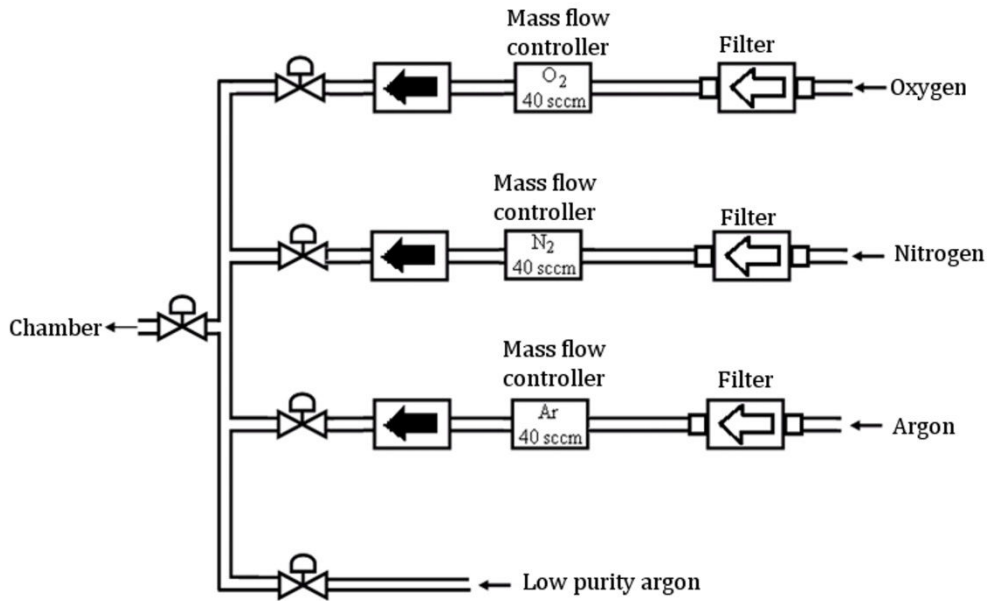 Mass flow
controller
Filter
O2
40 sccm
Oxygen
Mass flow
controller
Filter
N2
40 sccm
Nitrogen
Chamber
Mass flow
controller
Filter
Ar
40 sccm
Argon
Low purity argon